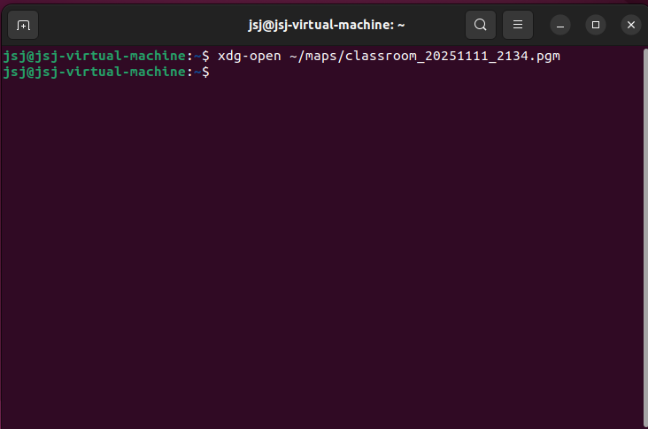 jsj@jsj-virtual-machine: ~
jsj@jsj-virtual-machine:~$ xdg-open ~/maps/classroom_20251111_2134.pgm
jsj@jsj-virtual-machine:~$